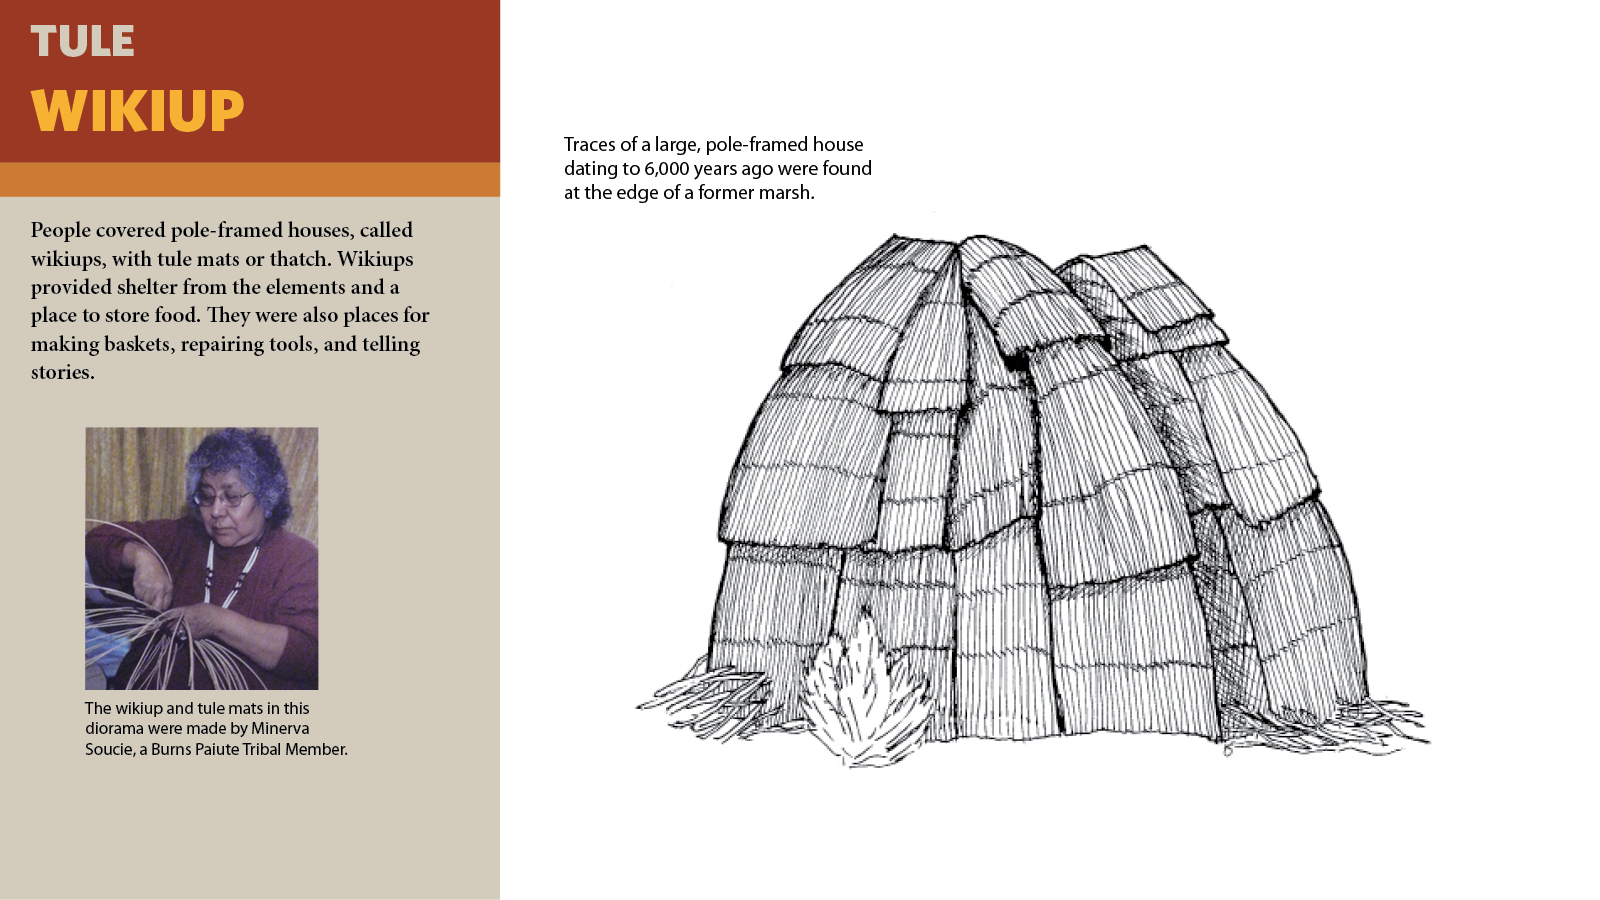 TULE
WIKIUP
People covered pole-framed houses, called
wikiups, with tule mats or thatch. Wikiups
provided shelter from the elements and a
place to store food. They were also places for
making baskets, repairing tools, and telling
stories.
The wikiup and tule mats in this
diorama were made by Minerva
Soucie, a Burns Paiute Tribal Member.
Traces of a large, pole-framed house
dating to 6,000 years ago were found
at the edge of a former marsh.